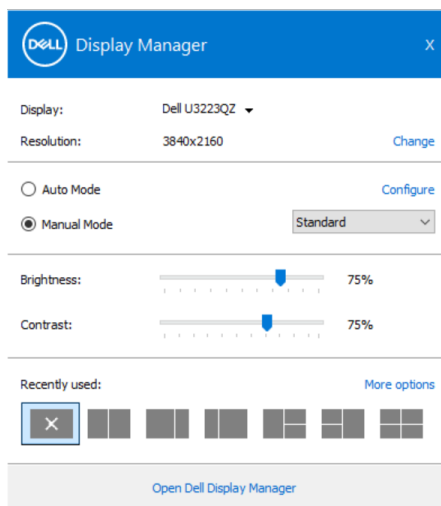 DELL Display Manager X
Display: Dell U3223QZ
Resolution: 3840x2160 Change
Auto Mode Configure
Manual Mode Standard
Brightness: 75%
Contrast: 75%
Recently used: More options
Open Dell Display Manager